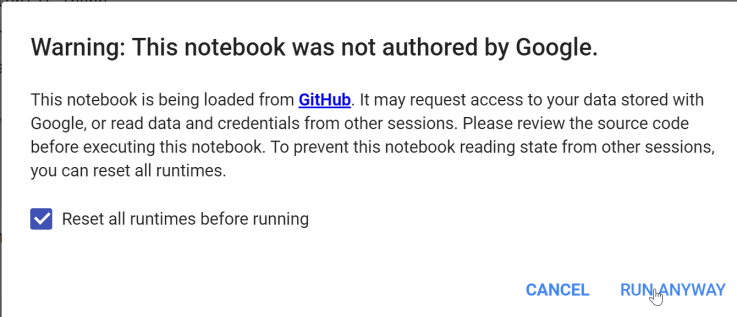 Warning: This notebook was not authored by Google.
This notebook is being loaded from GitHub. It may request access to your data stored with
Google, or read data and credentials from other sessions. Please review the source code
before executing this notebook. To prevent this notebook reading state from other sessions,
you can reset all runtimes.
Reset all runtimes before running
CANCEL RUN ANYWAY